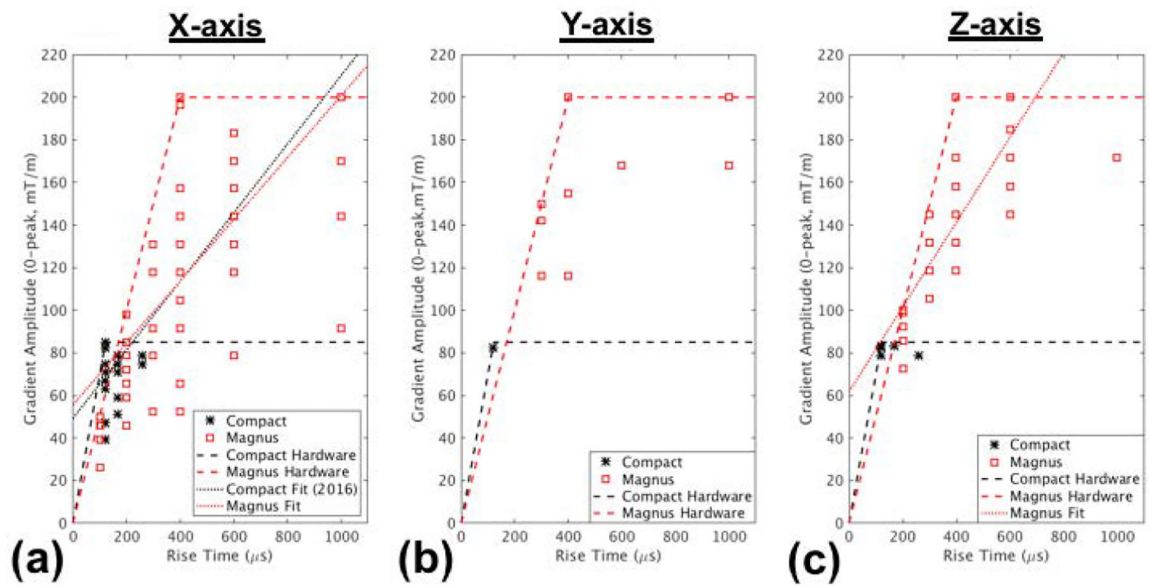 X-axis
Y-axis
Z-axis
220
200
180
160
140
120
100
80
60
40
20
0
Gradient Amplitude (0-peak, mT/m)
Compact
Magnus
Compact Hardware
Magnus Hardware
Compact Fit (2016)
Magnus Fit
0 200 400 600 800 1000
Rise Time (μs)
(a)
220
200
180
160
140
120
100
80
60
40
20
0
Gradient Amplitude (0-peak,mT/m)
Compact
Magnus
Compact Hardware
Magnus Hardware
0 200 400 600 800 1000
Rise Time (μs)
(b)
220
200
180
160
140
120
100
80
60
40
20
0
Gradient Amplitude (0-peak, mT/m)
Compact
Magnus
Compact Hardware
Magnus Hardware
Magnus Fit
0 200 400 600 800 1000
Rise Time (μs)
(c)